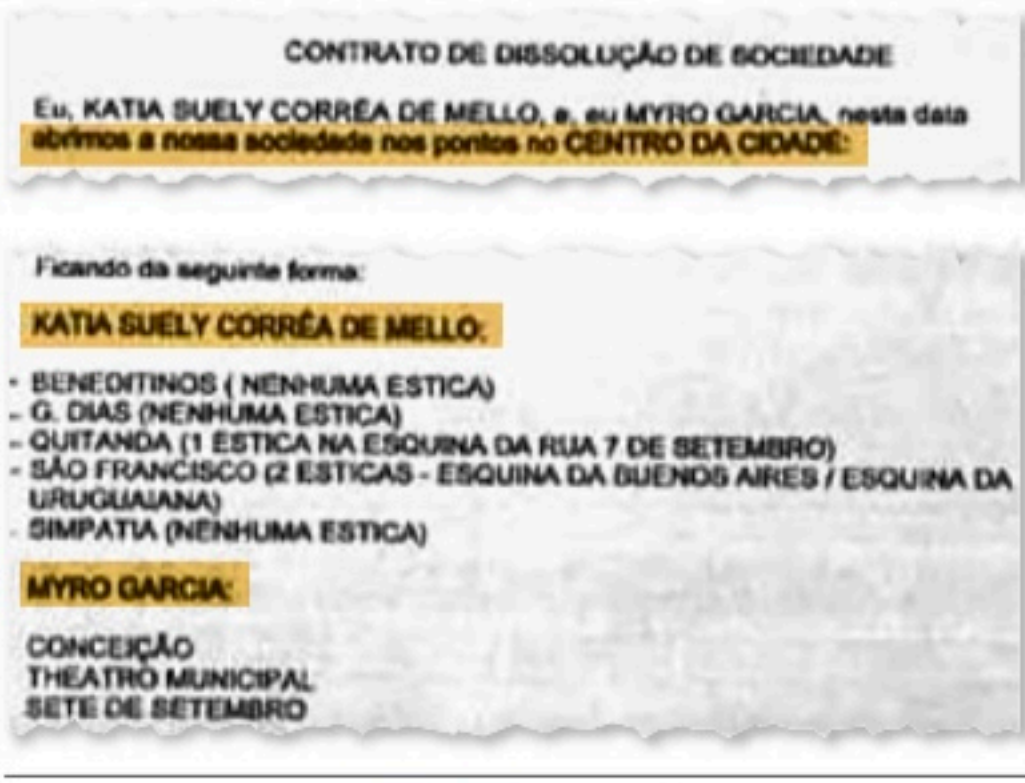 CONTRATO DE DISSOLUÇÃO DE SOCIEDADE
Eu, KATIA SUELY CORRÊA DE MELLO, e, eu MYRO GARCIA, nesta data
abrimos a nossa sociedade nos pontos no CENTRO DA CIDADE:
Ficando da seguinte forma:
KATIA SUELY CORRÊA DE MELLO:
- BENEDITINOS ( NENHUMA ESTICA)
- G. DIAS (NENHUMA ESTICA)
- QUITANDA (1 ESTICA NA ESQUINA DA RUA 7 DE SETEMBRO)
- SÃO FRANCISCO (2 ESTICAS - ESQUINA DA BUENOS AIRES / ESQUINA DA
URUGUAIANA)
- SIMPATIA (NENHUMA ESTICA)
MYRO GARCIA:
CONCEIÇÃO
THEATRO MUNICIPAL
SETE DE SETEMBRO